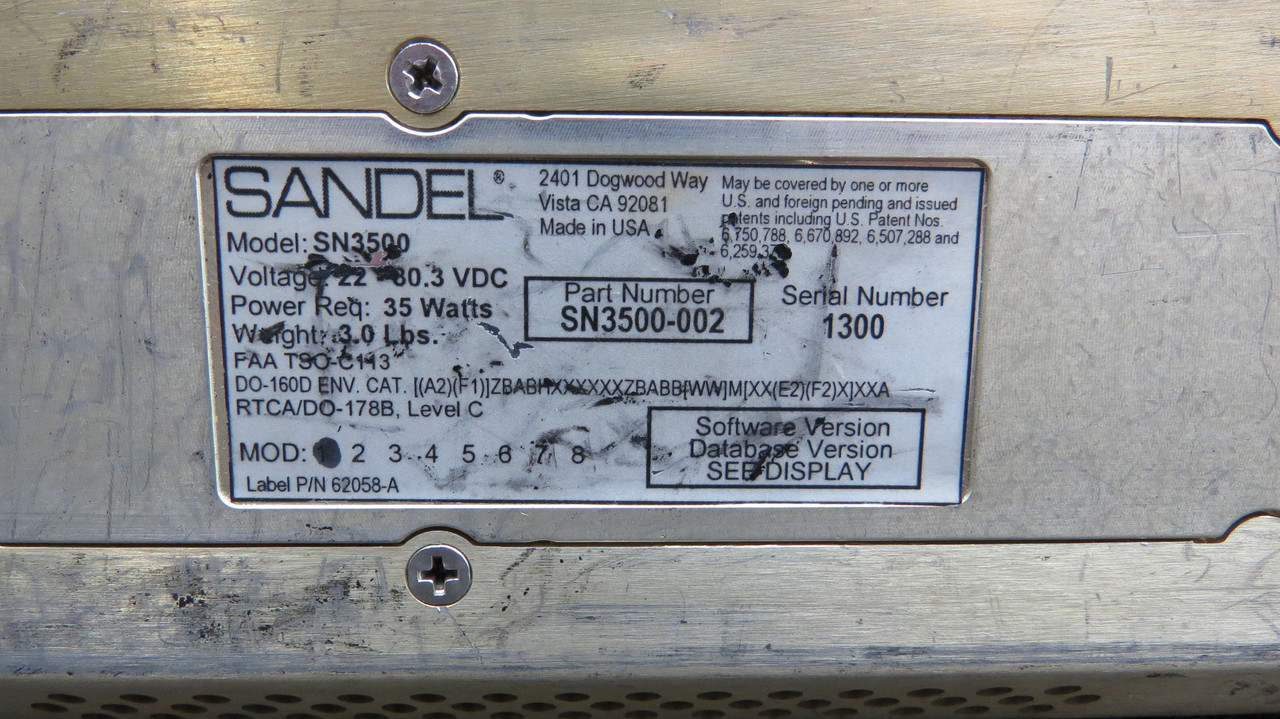 SANDEL®
2401 Dogwood Way
Vista CA 92081
Made in USA
May be covered by one or more
U.S. and foreign pending and issued
patents including U.S. Patent Nos.
6,750,788, 6,670,892, 6,507,288 and
Model: SN3500
Voltage: 22 - 30.3 VDC
Power Req: 35 Watts
Weight: 3.0 Lbs.
Part Number
SN3500-002
Serial Number
1300
FAA TSO-C113
DO-160D ENV. CAT. [(A2)(F1)]ZBABHXXXXXXZBABB[WW]M[XX(E2)(F2)X]XXA
RTCA/DO-178B, Level C
Software Version
Database Version
SEE DISPLAY
MOD: 2 3 4 5 6 7 8
Label P/N 62058-A